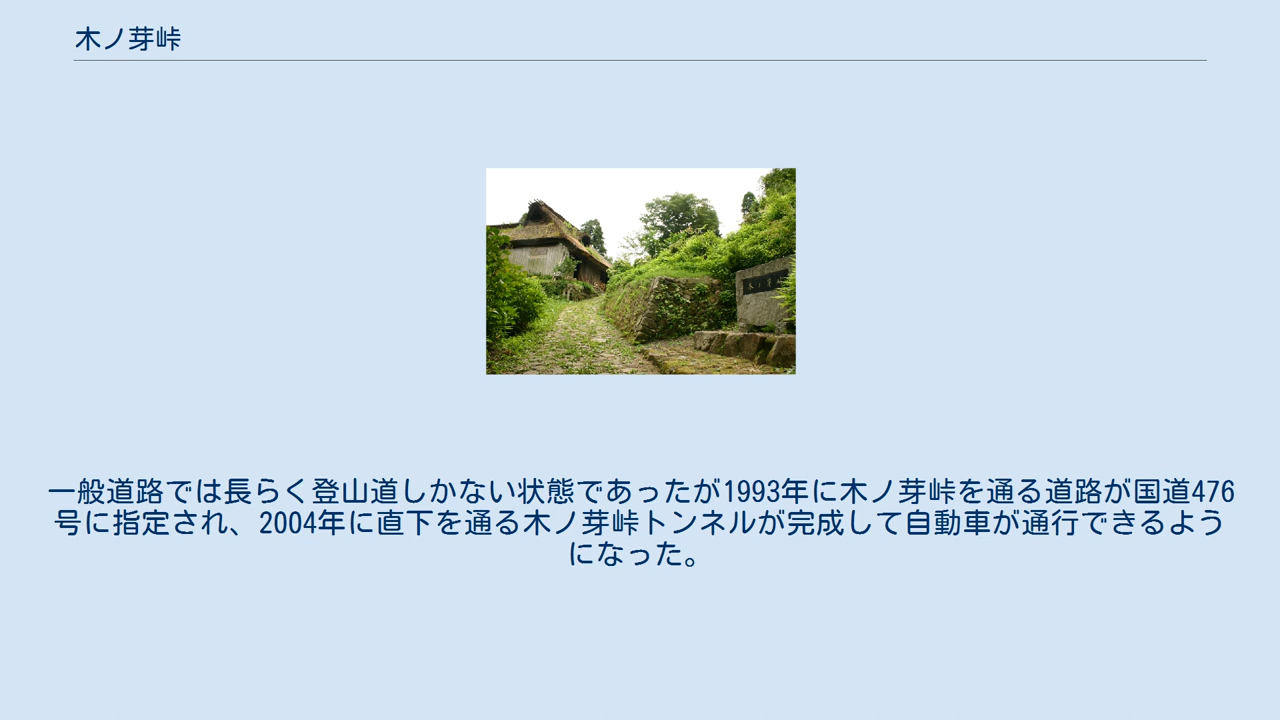 木ノ芽峠
木ノ芽峠
一般道路では長らく登山道しかない状態であったが1993年に木ノ芽峠を通る道路が国道476
号に指定され、2004年に直下を通る木ノ芽峠トンネルが完成して自動車が通行できるよう
になった。